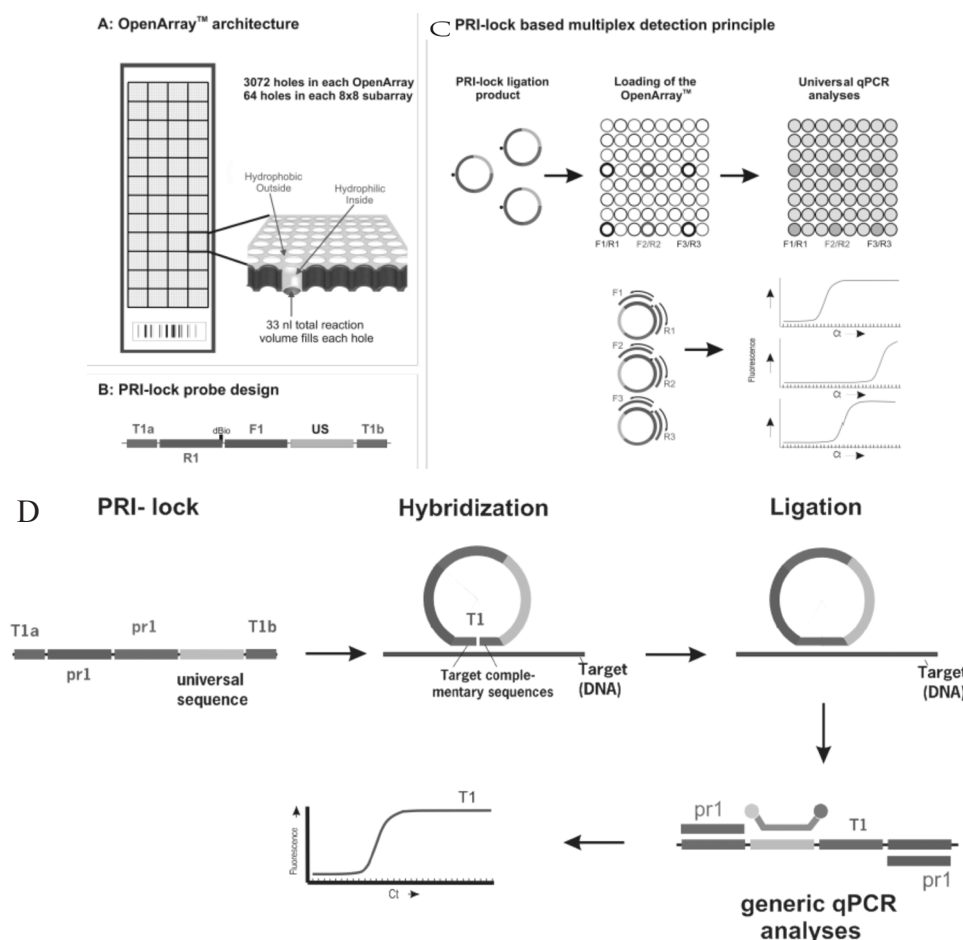 A: OpenArray™ architecture
3072 holes in each OpenArray
64 holes in each 8x8 subarray
Hydrophobic
Outside
Hydrophilic
Inside
33 nl total reaction
volume fills each hole
B: PRI-lock probe design
T1a
dBio
F1
US
T1b
R1
C PRI-lock based multiplex detection principle
PRI-lock ligation
product
Loading of the
OpenArray™
Universal qPCR
analyses
F1/R1 F2/R2 F3/R3
F1/R1 F2/R2 F3/R3
F1
R1
F2
R2
F3
R3
Fluorescence
Ct
Ct
Ct
D PRI- lock
Hybridization
Ligation
T1a
pr1
T1b
pr1
universal
sequence
T1
Target comple-
mentary sequences
Target
(DNA)
Target
(DNA)
T1
Fluorescence
Ct
pr1
T1
pr1
generic qPCR
analyses